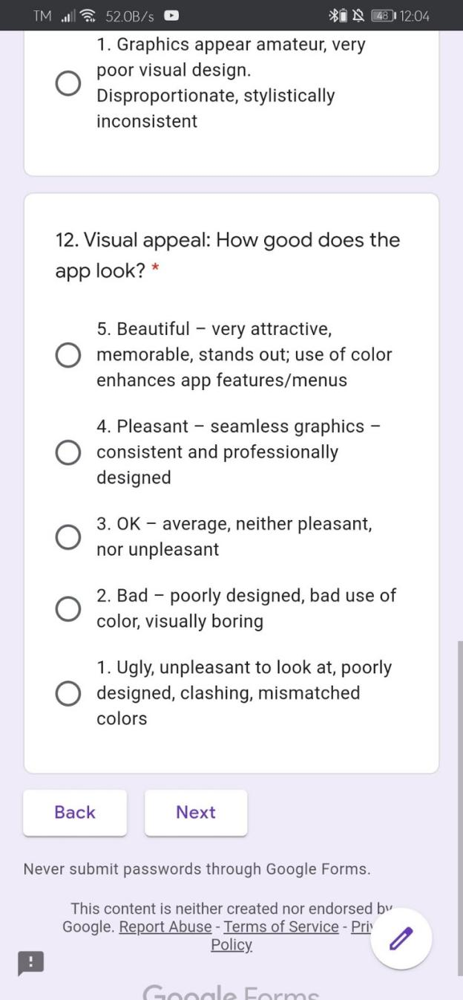 TM 52.0B/s 48 12:04
1. Graphics appear amateur, very
poor visual design.
Disproportionate, stylistically
inconsistent
12. Visual appeal: How good does the
app look? *
5. Beautiful – very attractive,
memorable, stands out; use of color
enhances app features/menus
4. Pleasant – seamless graphics –
consistent and professionally
designed
3. OK – average, neither pleasant,
nor unpleasant
2. Bad – poorly designed, bad use of
color, visually boring
1. Ugly, unpleasant to look at, poorly
designed, clashing, mismatched
colors
Back Next
Never submit passwords through Google Forms.
This content is neither created nor endorsed by
Google. Report Abuse - Terms of Service - Priv
Policy
Google Forms